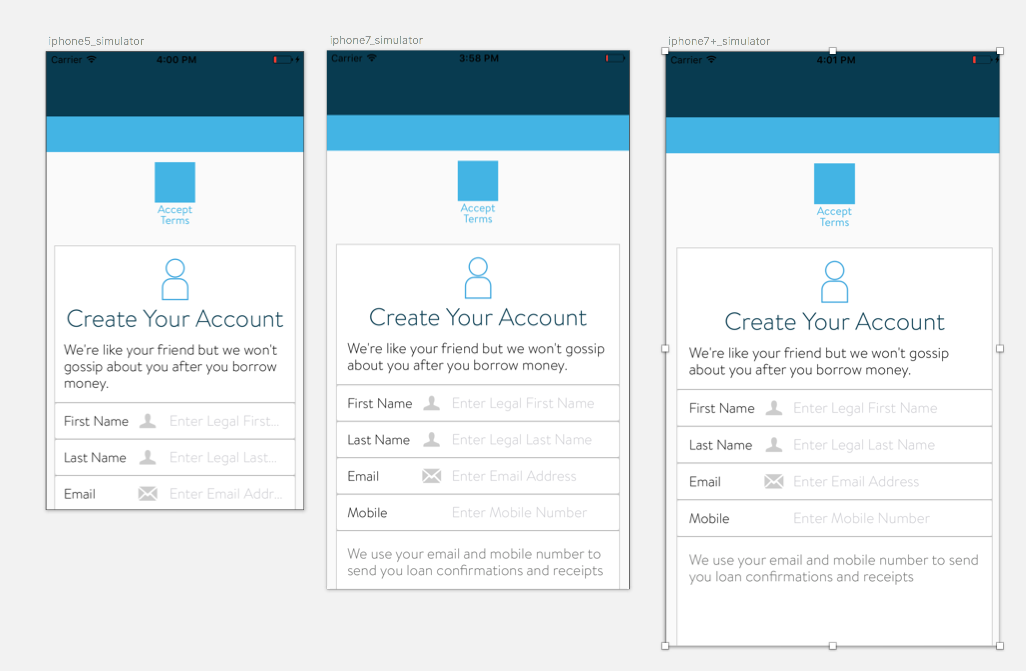 iphone5_simulator
Carrier 4:00 PM
Accept
Terms
Create Your Account
We're like your friend but we won't
gossip about you after you borrow
money.
First Name Enter Legal First...
Last Name Enter Legal Last...
Email Enter Email Addr...
iphone7_simulator
Carrier 3:58 PM
Accept
Terms
Create Your Account
We're like your friend but we won't gossip
about you after you borrow money.
First Name Enter Legal First Name
Last Name Enter Legal Last Name
Email Enter Email Address
Mobile Enter Mobile Number
We use your email and mobile number to
send you loan confirmations and receipts
iphone7+_simulator
Carrier 4:01 PM
Accept
Terms
Create Your Account
We're like your friend but we won't gossip
about you after you borrow money.
First Name Enter Legal First Name
Last Name Enter Legal Last Name
Email Enter Email Address
Mobile Enter Mobile Number
We use your email and mobile number to send
you loan confirmations and receipts